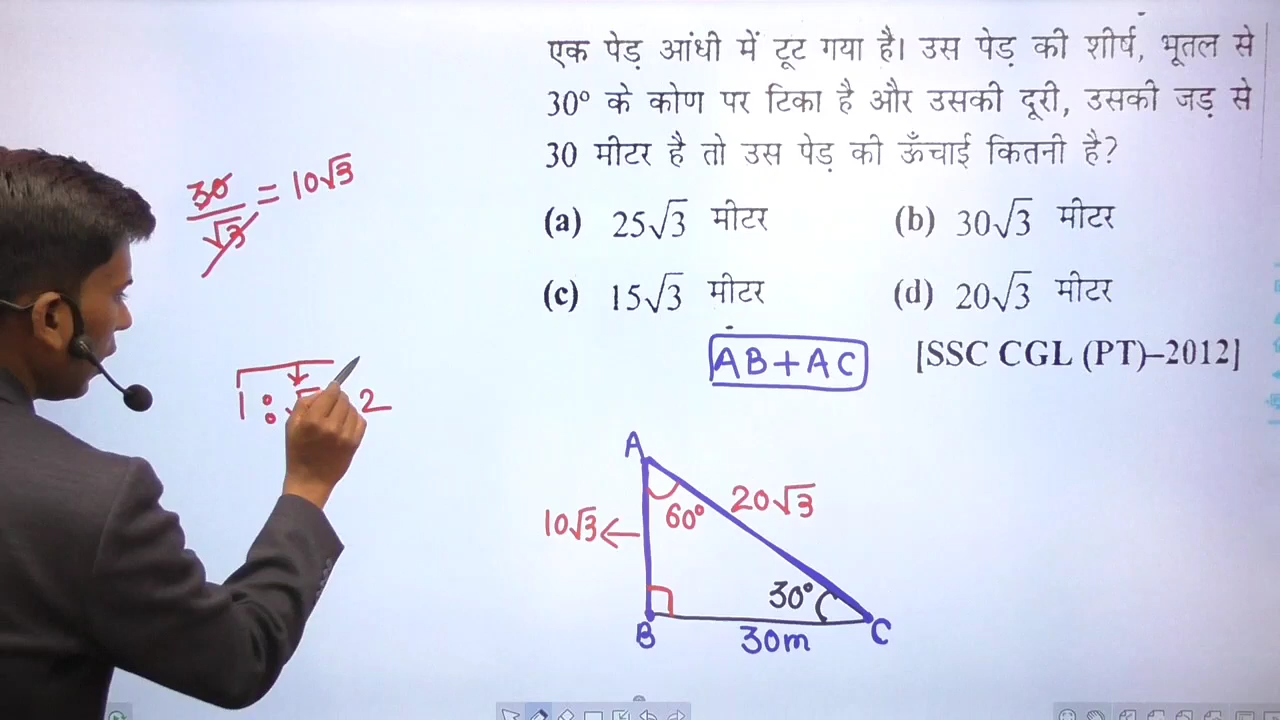 एक पेड़ आंधी में टूट गया है। उस पेड़ की शीर्ष, भूतल से
30° के कोण पर टिका है और उसकी दूरी, उसकी जड़ से
30 मीटर है तो उस पेड़ की ऊँचाई कितनी है?
(a) 25√3 मीटर (b) 30√3 मीटर
(c) 15√3 मीटर (d) 20√3 मीटर
[SSC CGL (PT)–2012]
AB+AC
30/√3 = 10√3
1 : 2
A
60°
20√3
10√3
30°
B
30m
C